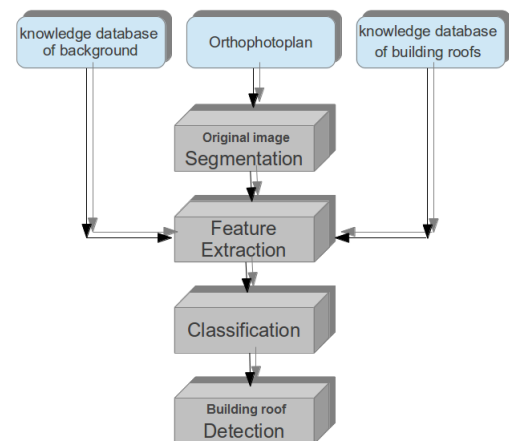 knowledge database
of background
Orthophotoplan
knowledge database
of building roofs
Original image
Segmentation
Feature
Extraction
Classification
Building roof
Detection